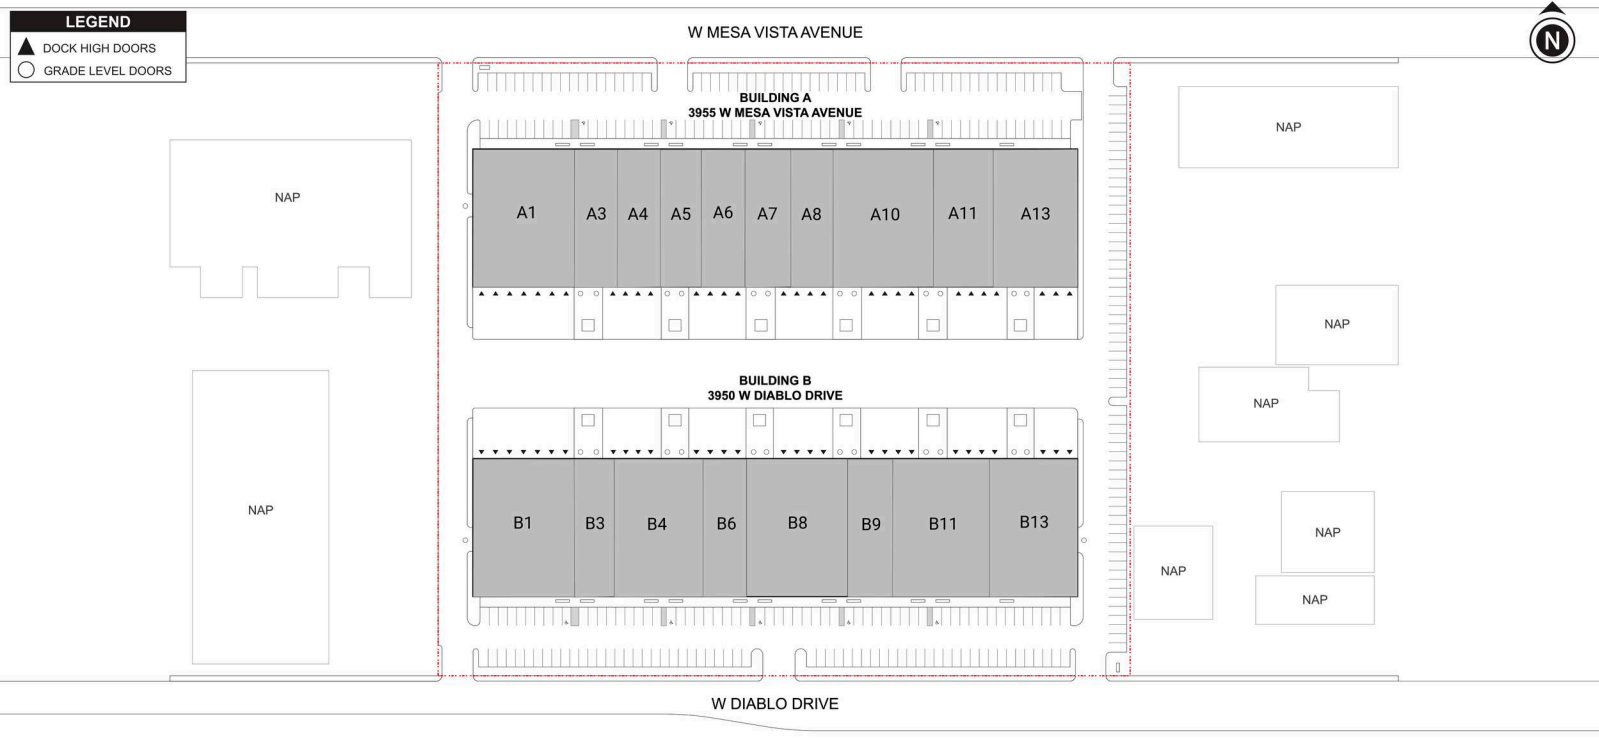 LEGEND
DOCK HIGH DOORS
GRADE LEVEL DOORS
W MESA VISTA AVENUE
N
BUILDING A
3955 W MESA VISTA AVENUE
NAP
NAP
A1
A3
A4
A5
A6
A7
A8
A10
A11
A13
NAP
NAP
BUILDING B
3950 W DIABLO DRIVE
NAP
B1
B3
B4
B6
B8
B9
B11
B13
NAP
NAP
NAP
W DIABLO DRIVE